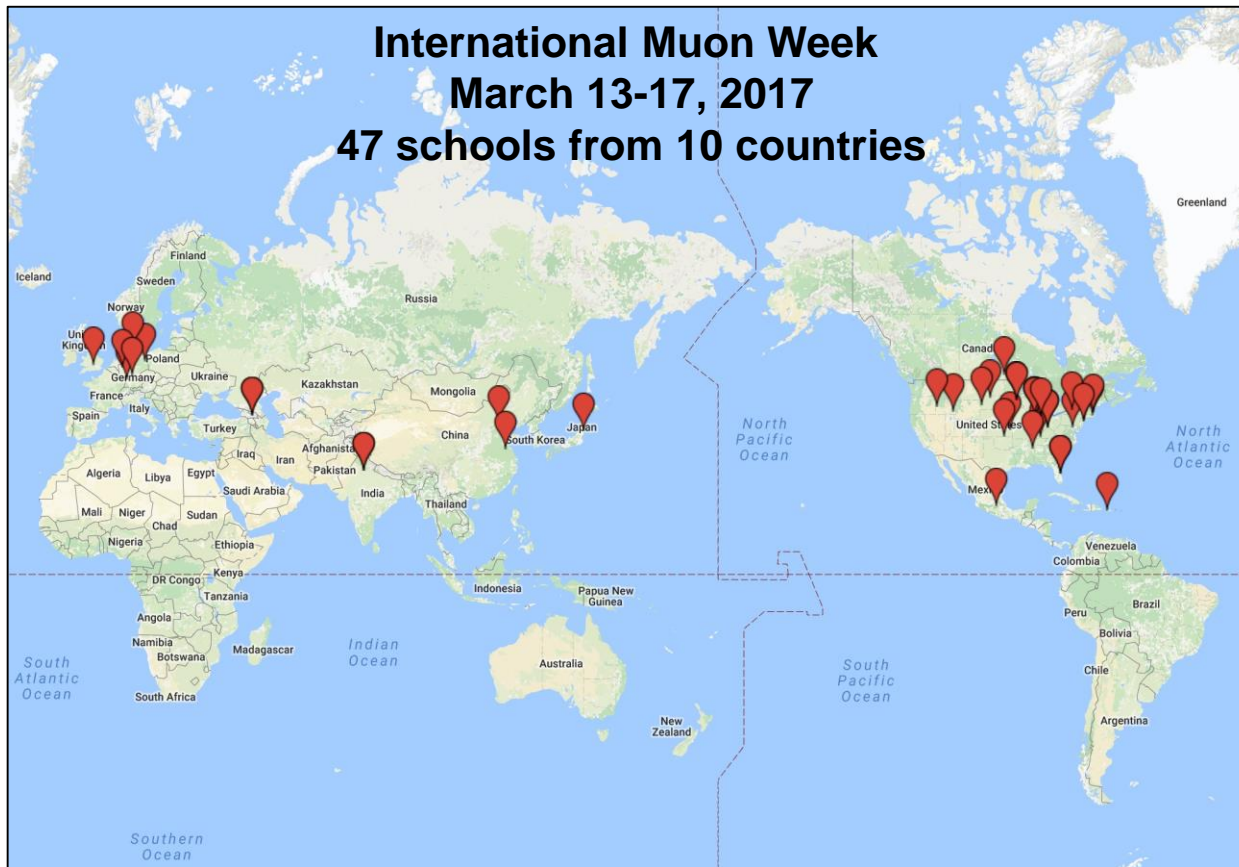 International Muon Week
March 13-17, 2017
47 schools from 10 countries
Greenland
Iceland
Finland
Sweden
Norway
Russia
Canada
Poland
Germany
Ukraine
Kazakhstan
Mongolia
France
Italy
Spain
Turkey
China
South Korea
Japan
North
Pacific
Ocean
United States
North
Atlantic
Ocean
Iraq
Iran
Afghanistan
Pakistan
Algeria
Libya
Egypt
Saudi Arabia
India
Thailand
Mali
Niger
Chad
Sudan
Nigeria
Ethiopia
Venezuela
Colombia
DR Congo
Kenya
Tanzania
Indonesia
Papua New
Guinea
Peru
Brazil
Angola
Namibia
Botswana
Madagascar
Bolivia
Indian
Ocean
Australia
South
Atlantic
Ocean
South Africa
South
Pacific
Ocean
Chile
Argentina
New
Zealand
Southern
Ocean